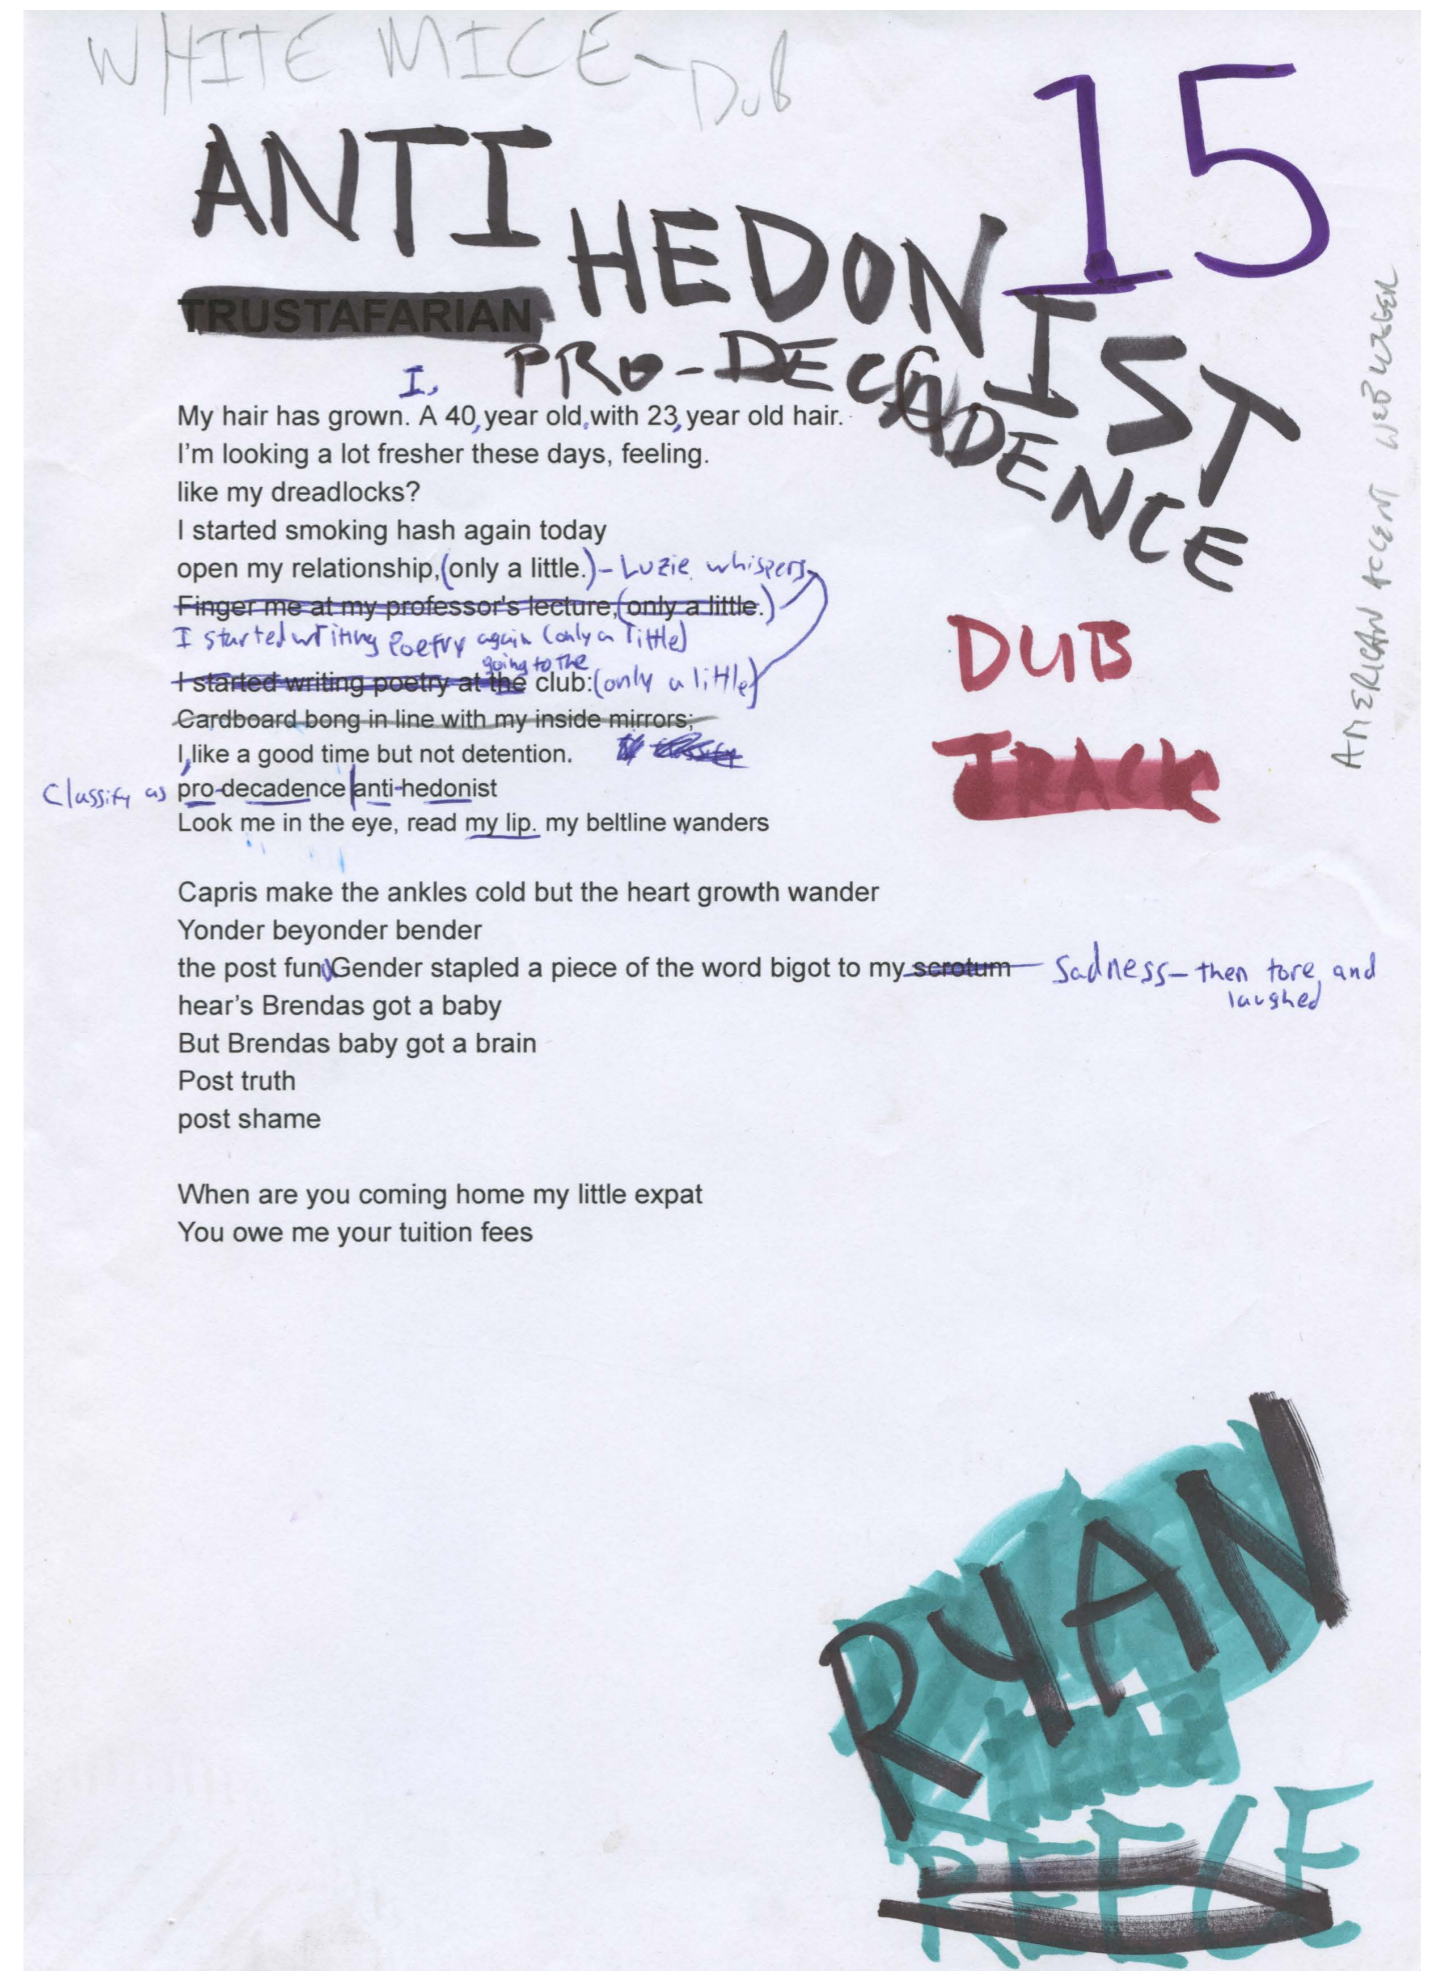 WHITE MICE - DUB
15
ANTI
HEDONIST
TRUSTAFARIAN
PRO-DECADENCE
I,
My hair has grown. A 40, year old, with 23, year old hair.
I'm looking a lot fresher these days, feeling.
like my dreadlocks?
I started smoking hash again today
open my relationship, (only a little.) - Luzie whispers
Finger me at my professor's lecture, (only a little.)
I started writing Poetry again (only a little)
going to the
I started writing poetry at the club: (only a little)
Cardboard bong in line with my inside mirrors;
I, like a good time but not detention.
Classify as pro-decadence | anti-hedonist
Look me in the eye, read my lip. my beltline wanders
DUB
TRACK
AMERICAN ACCENT
Capris make the ankles cold but the heart growth wander
Yonder beyonder bender
the post fun Gender stapled a piece of the word bigot to my scrotum Sadness - then tore and
laughed
hear's Brendas got a baby
But Brendas baby got a brain
Post truth
post shame
When are you coming home my little expat
You owe me your tuition fees
RYAN
REECE